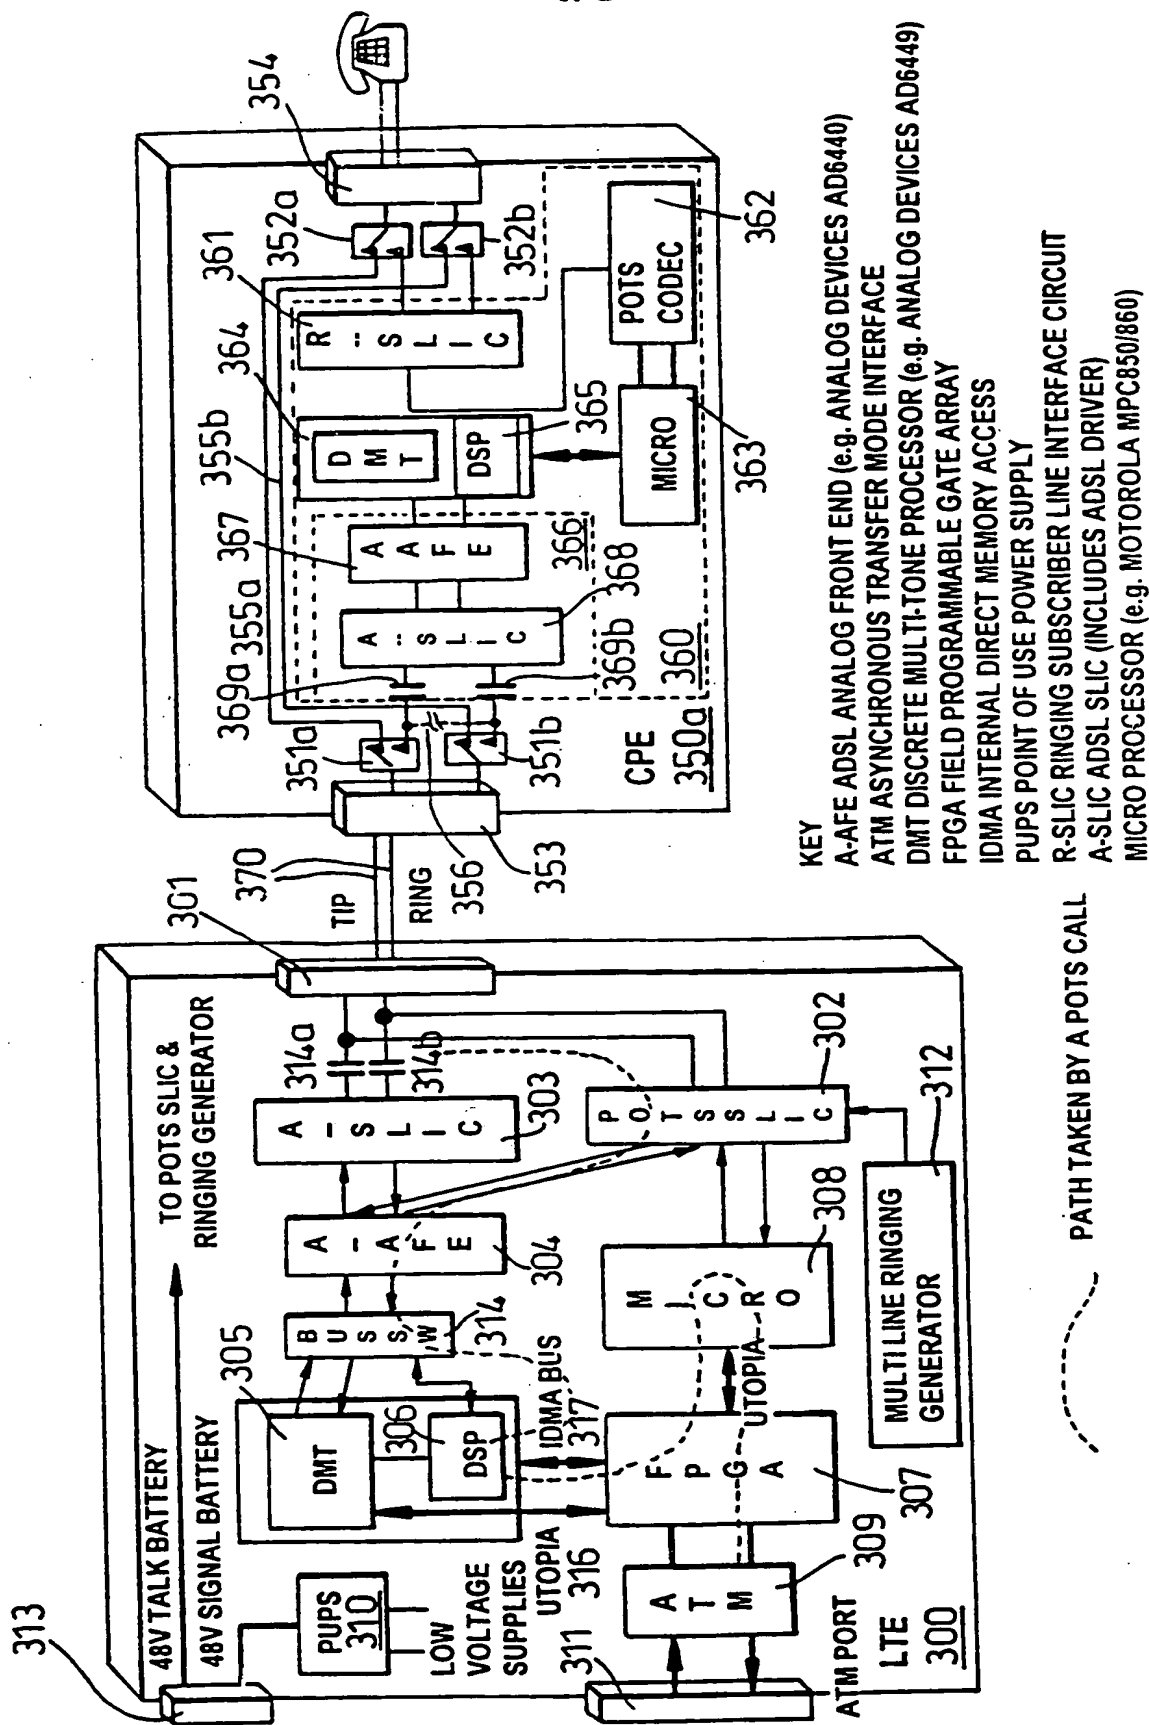 313
48V TALK BATTERY
48V SIGNAL BATTERY
TO POTS SLIC &
RINGING GENERATOR
PUPS
310
LOW
VOLTAGE
SUPPLIES
305
DMT
306
DSP
BUS SW
314
A-AFE
304
A-SLIC
303
314a
314b
301
UTOPIA
316
IDMA BUS
317
311
ATM PORT
ATM
309
FPGA
307
UTOPIA
MICRO
308
POTS SLIC
302
MULTI LINE RINGING
GENERATOR
312
LTE
300
TIP
RING
370
353
356
351a
351b
369a
369b
355a
355b
A-SLIC
368
A AFE
367
366
364
DMT
DSP
365
R-SLIC
361
352a
352b
354
MICRO
363
POTS
CODEC
362
360
CPE
350a
KEY
A-AFE ADSL ANALOG FRONT END (e.g. ANALOG DEVICES AD6440)
ATM ASYNCHRONOUS TRANSFER MODE INTERFACE
DMT DISCRETE MULTI-TONE PROCESSOR (e.g. ANALOG DEVICES AD6449)
FPGA FIELD PROGRAMMABLE GATE ARRAY
IDMA INTERNAL DIRECT MEMORY ACCESS
PUPS POINT OF USE POWER SUPPLY
R-SLIC RINGING SUBSCRIBER LINE INTERFACE CIRCUIT
A-SLIC ADSL SLIC (INCLUDES ADSL DRIVER)
MICRO PROCESSOR (e.g. MOTOROLA MPC850/860)
PATH TAKEN BY A POTS CALL